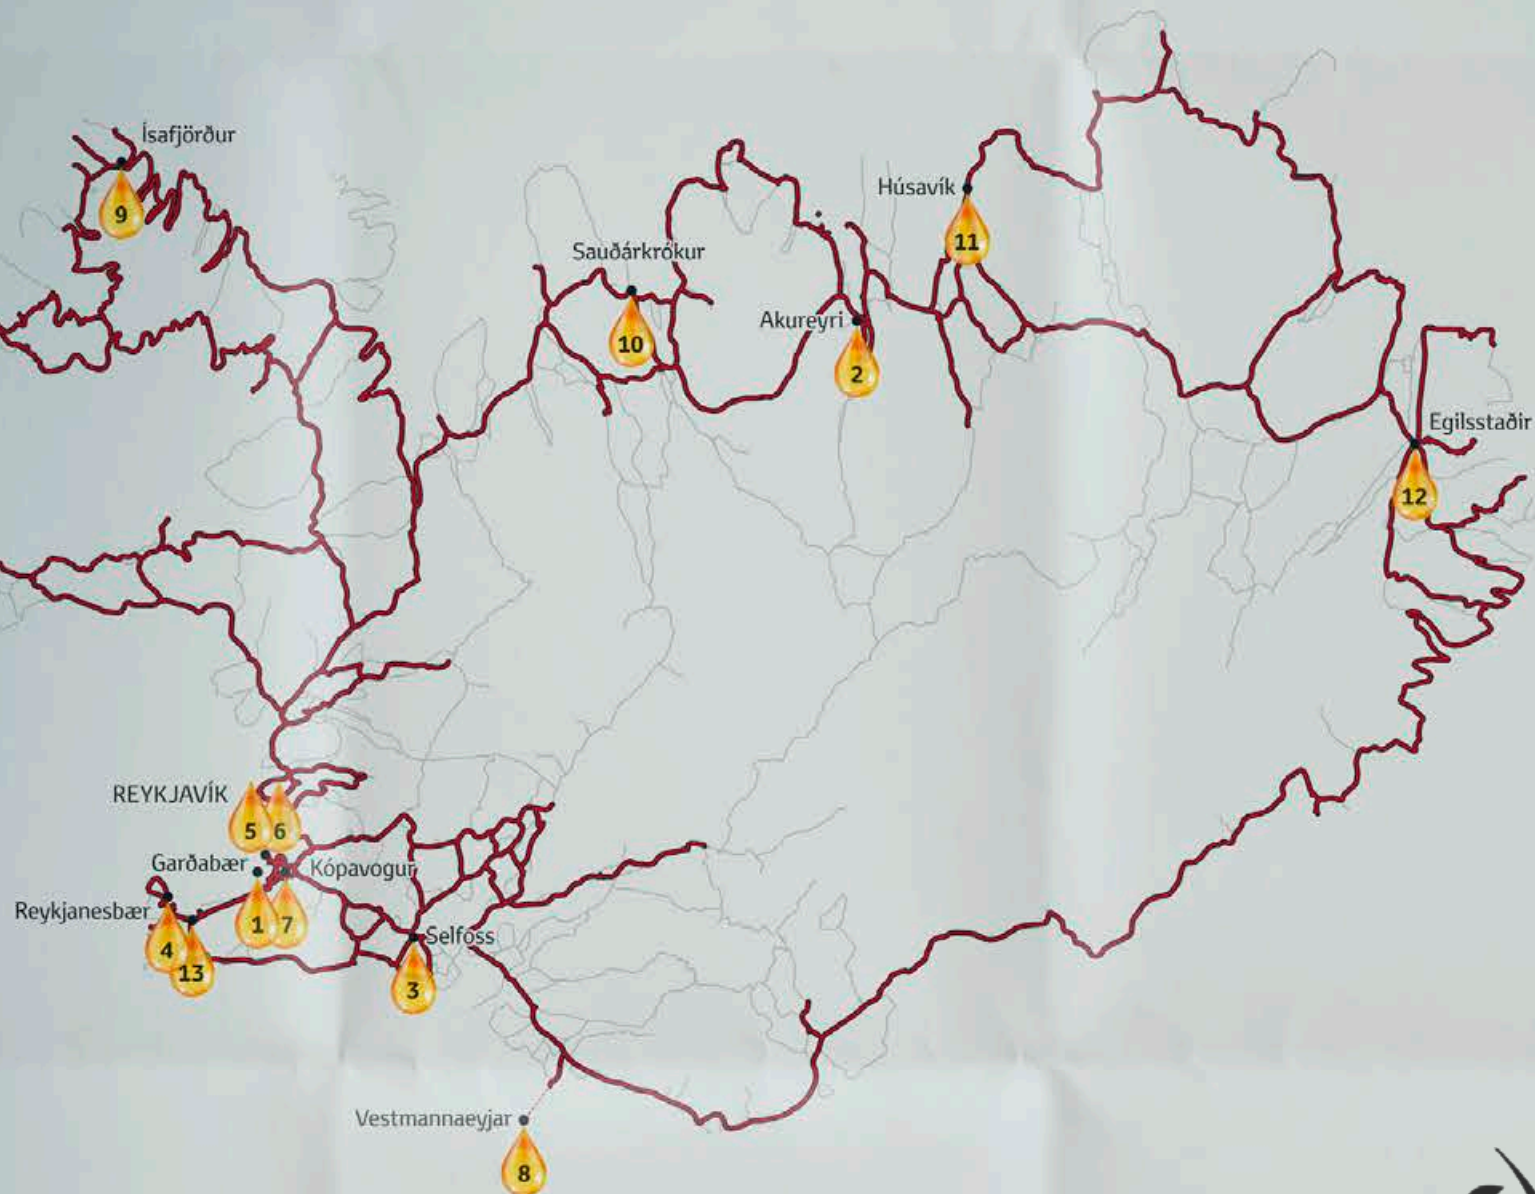 Ísafjörður
9
Húsavík
11
Sauðárkrókur
10
Akureyri
2
Egilsstaðir
12
REYKJAVÍK
5
6
Garðabær
Kópavogur
Reykjanesbær
1
7
4
13
Selfoss
3
Vestmannaeyjar
8